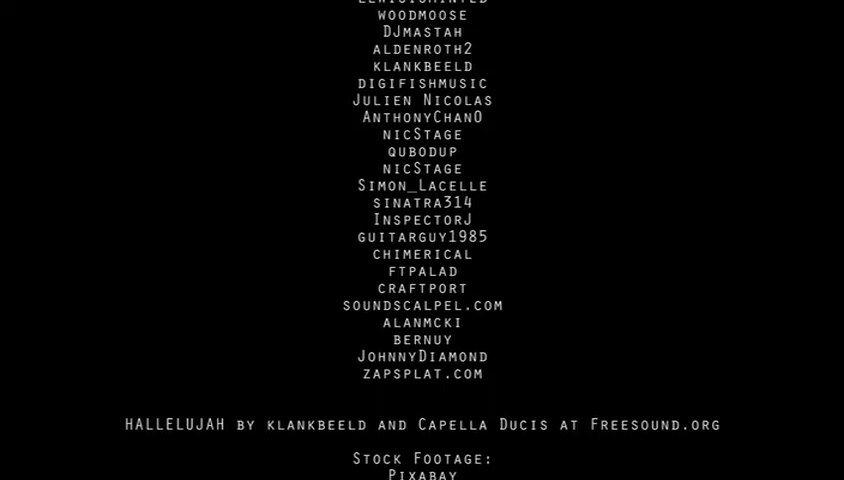 WOODMOOSE
DJMASTAH
ALDENROTH2
KLANKBEELD
DIGIFISHMUSIC
JULIEN NICOLAS
ANTHONYCHAN0
NICSTAGE
QUBODUP
NICSTAGE
SIMON_LACELLE
SINATRA314
INSPECTORJ
GUITARGUY1985
CHIMERICAL
FTPALAD
CRAFTPORT
SOUNDSCALPEL.COM
ALANMCKI
BERNUY
JOHNNYDIAMOND
ZAPSPLAT.COM
HALLELUJAH BY KLANKBEELD AND CAPELLA DUCIS AT FREESOUND.ORG
STOCK FOOTAGE:
PIXABAY